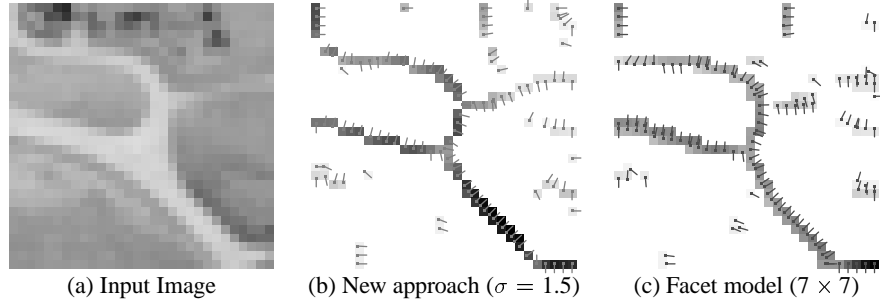 (a) Input Image
(b) New approach (σ = 1.5)
(c) Facet model (7 × 7)